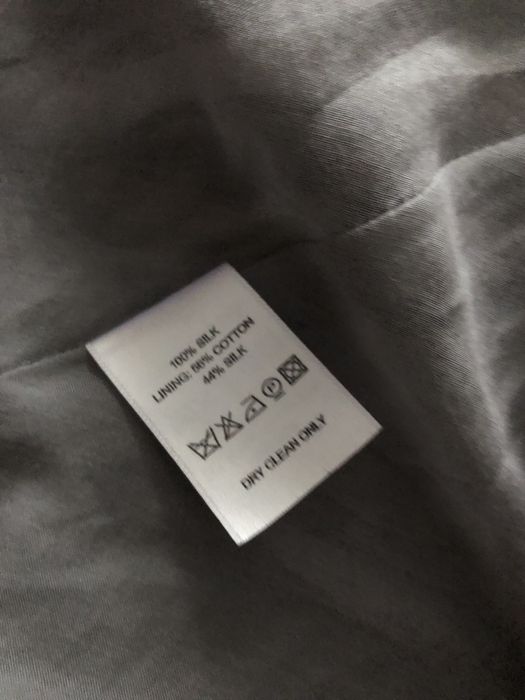 100% SILK
LINING: 56% COTTON
44% SILK
P
DRY CLEAN ONLY